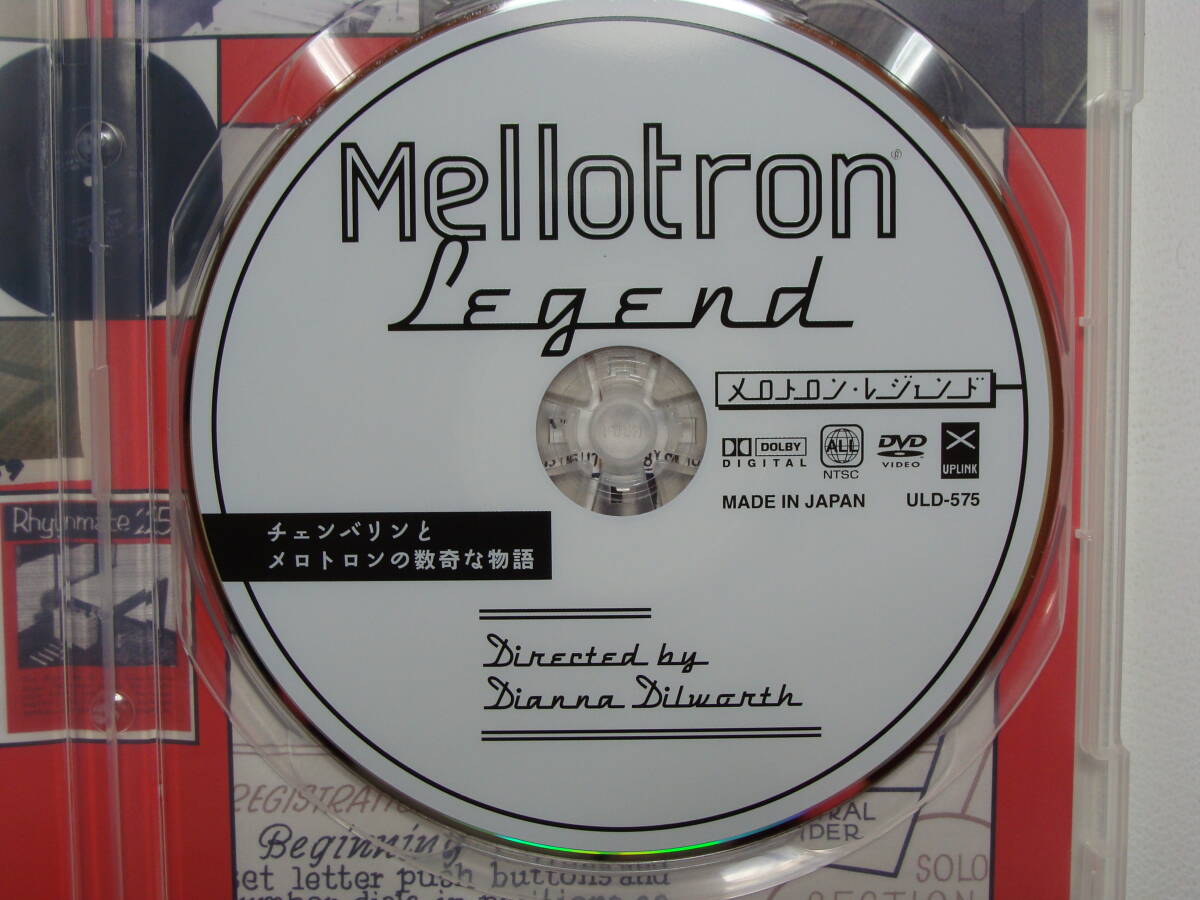 Mellotron®
Legend
メロトロン・レジェンド
DOLBY
DIGITAL
ALL
NTSC
DVD
VIDEO
UPLINK
MADE IN JAPAN ULD-575
チェンバリンと
メロトロンの数奇な物語
Directed by
Dianna Dilworth
Rhythmate '25
Beginning
set letter push buttons and
SOLO